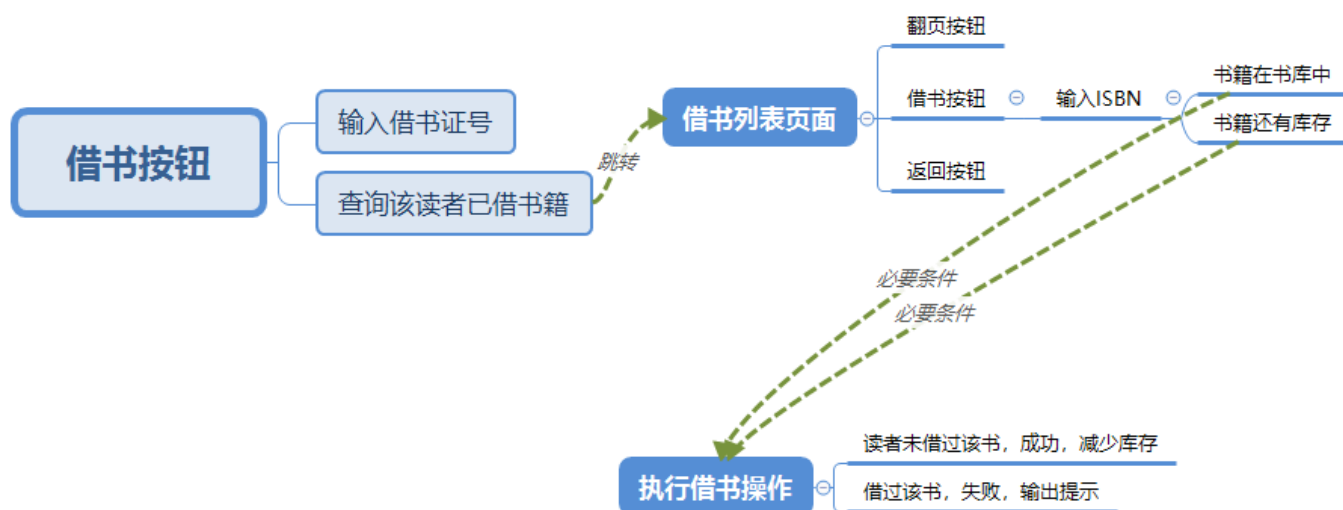 借书按钮
输入借书证号
查询该读者已借书籍
跳转
借书列表页面
翻页按钮
借书按钮
输入ISBN
书籍在书库中
书籍还有库存
返回按钮
必要条件
必要条件
执行借书操作
读者未借过该书，成功，减少库存
借过该书，失败，输出提示